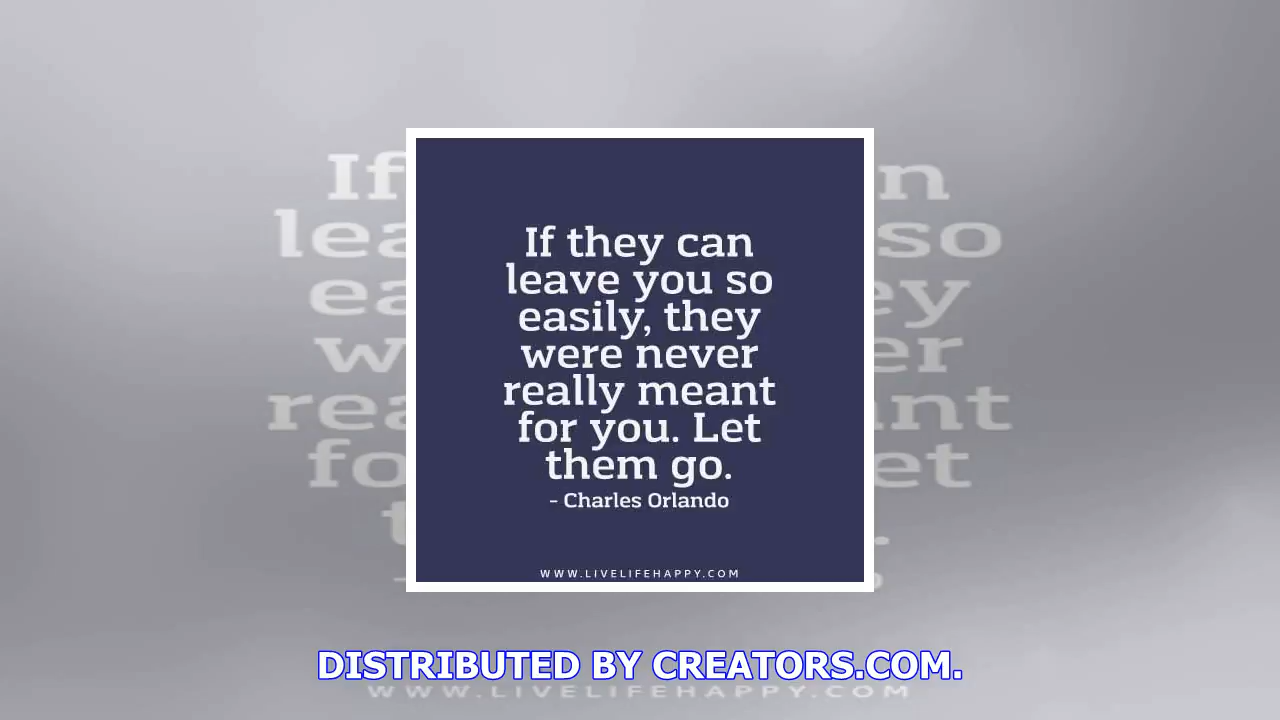 If they can
leave you so
easily, they
were never
really meant
for you. Let
them go.
- Charles Orlando
WWW.LIVELIFEHAPPY.COM
DISTRIBUTED BY CREATORS.COM.
WWW.LIVELIFEHAPPY.COM